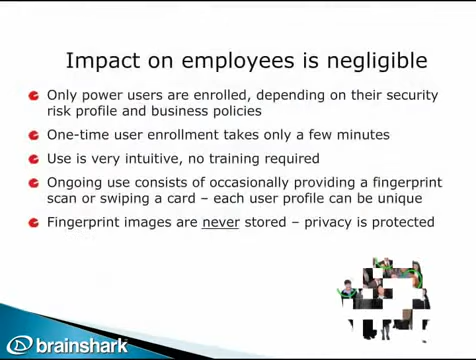 Impact on employees is negligible
Only power users are enrolled, depending on their security
risk profile and business policies
One-time user enrollment takes only a few minutes
Use is very intuitive, no training required
Ongoing use consists of occasionally providing a fingerprint
scan or swiping a card – each user profile can be unique
Fingerprint images are never stored – privacy is protected
brainshark